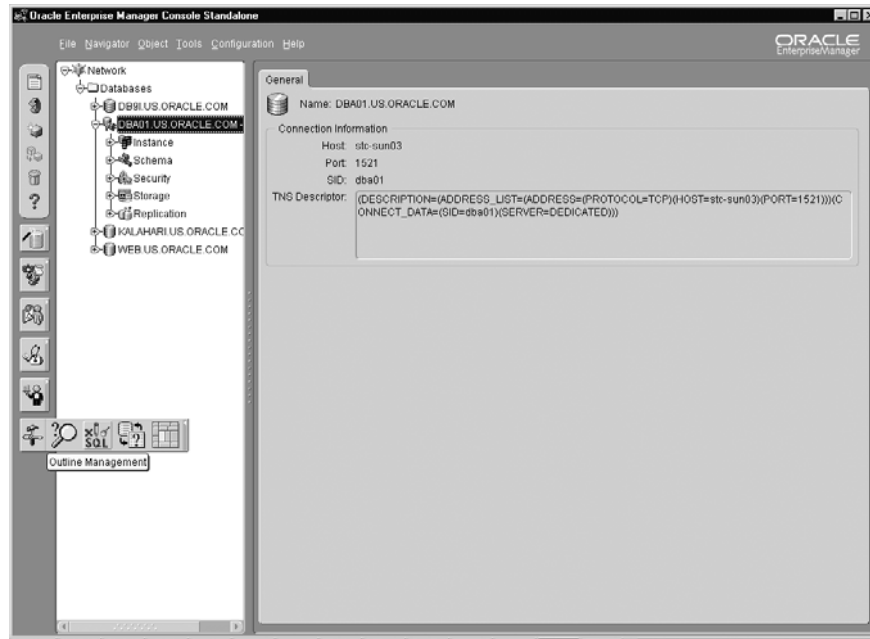 Oracle Enterprise Manager Console Standalone
File Navigator Object Tools Configuration Help
ORACLE
EnterpriseManager
Network
Databases
DB9I.US.ORACLE.COM
DBA01.US.ORACLE.COM -
Instance
Schema
Security
Storage
Replication
KALAHARI.US.ORACLE.CO
WEB.US.ORACLE.COM
?
SQL
?
Outline Management
General
Name: DBA01.US.ORACLE.COM
Connection Information
Host: stc-sun03
Port: 1521
SID: dba01
TNS Descriptor: (DESCRIPTION=(ADDRESS_LIST=(ADDRESS=(PROTOCOL=TCP)(HOST=stc-sun03)(PORT=1521)))(C
ONNECT_DATA=(SID=dba01)(SERVER=DEDICATED)))